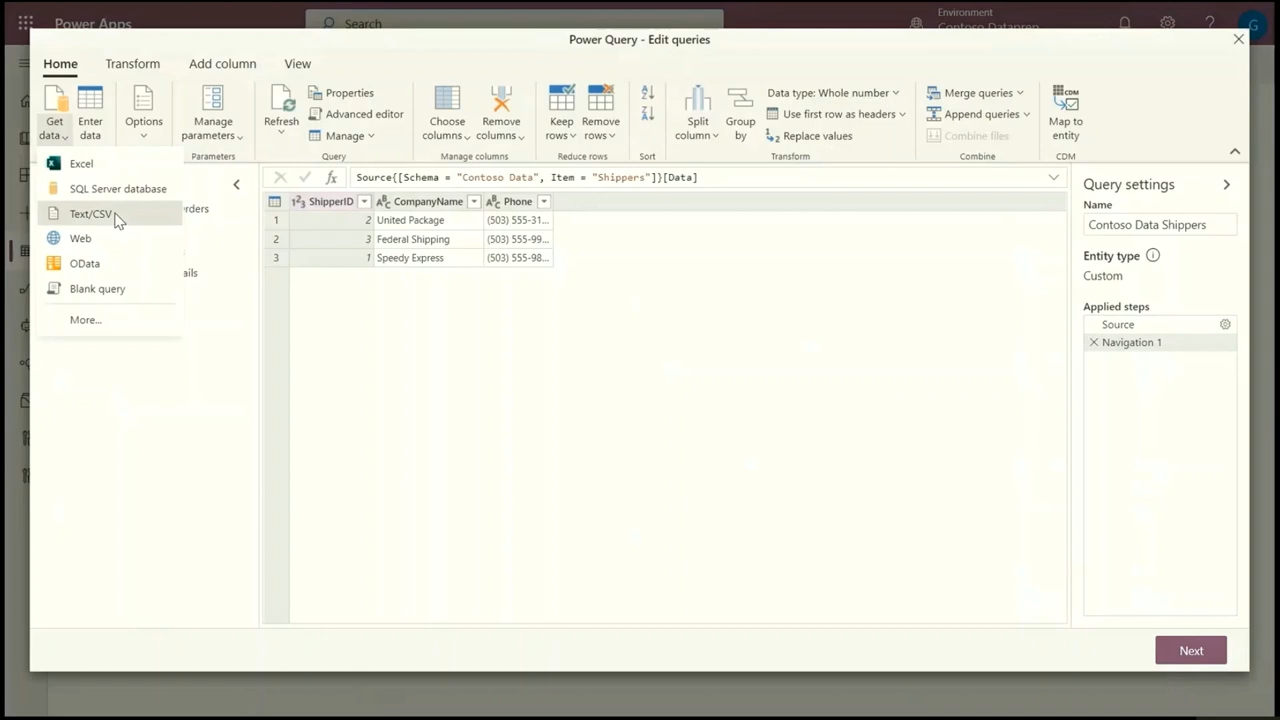 Power Apps
Search
Environment
Contoso Dataprep
?
G
Power Query - Edit queries
Home
Transform
Add column
View
Get data
Enter data
Options
Manage parameters
Parameters
Refresh
Properties
Advanced editor
Manage
Query
Choose columns
Remove columns
Manage columns
Keep rows
Remove rows
Reduce rows
Sort
Split column
Group by
Data type: Whole number
Use first row as headers
Replace values
Transform
Merge queries
Append queries
Combine files
Combine
CDM
Map to entity
CDM
Excel
SQL Server database
Text/CSV
Web
OData
Blank query
More...
fx
Source{[Schema = "Contoso Data", Item = "Shippers"]}[Data]
ShipperID
CompanyName
Phone
1 2 United Package (503) 555-31...
2 3 Federal Shipping (503) 555-99...
3 1 Speedy Express (503) 555-98...
Query settings
Name
Contoso Data Shippers
Entity type
Custom
Applied steps
Source
Navigation 1
Next